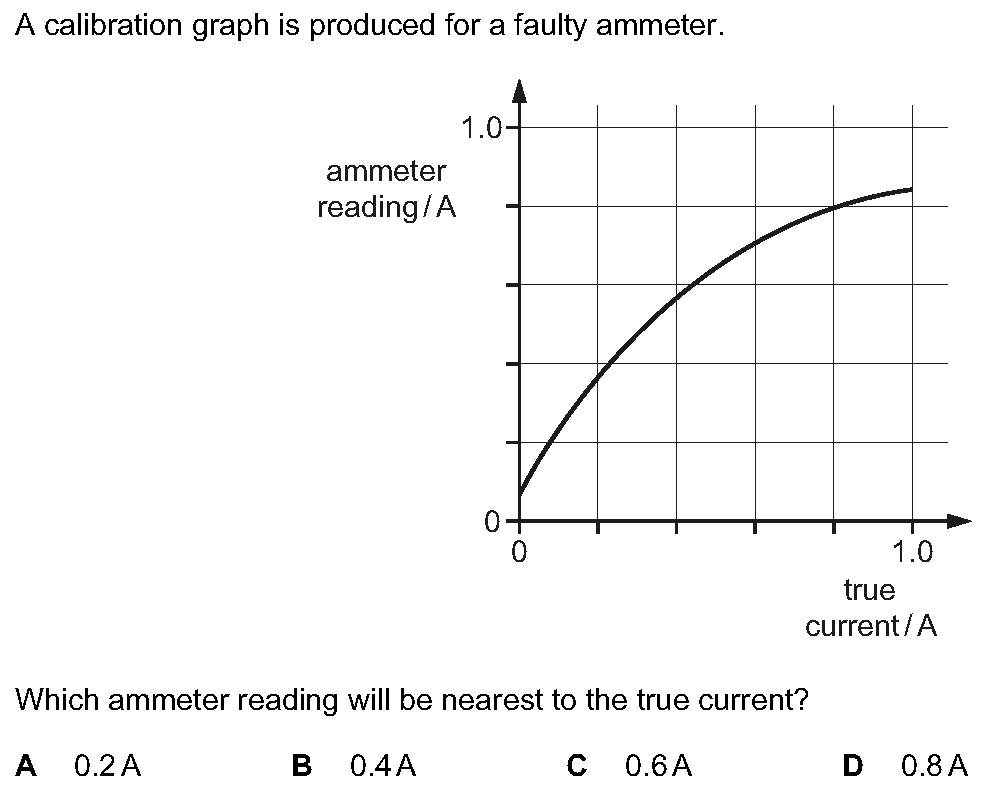 A calibration graph is produced for a faulty ammeter.
1.0
ammeter
reading / A
0
0
1.0
true
current / A
Which ammeter reading will be nearest to the true current?
A 0.2 A B 0.4 A C 0.6 A D 0.8 A